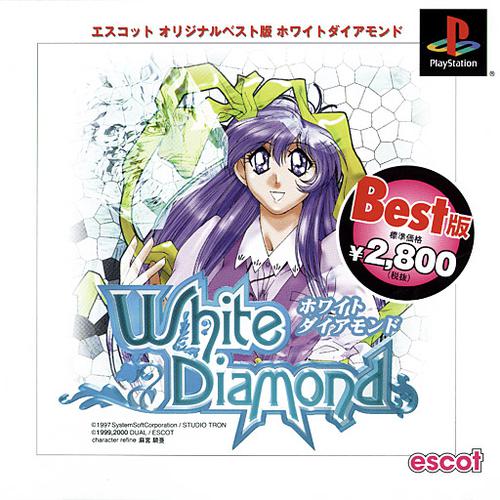 エスコット オリジナルベスト版 ホワイトダイアモンド
PlayStation
®
Best版
標準価格
¥2,800
(税抜)
White
Diamond
ホワイト
ダイアモンド
©1997 SystemSoftCorporation / STUDIO TRON
©1999,2000 DUAL / ESCOT
character refine 麻宮 騎亜
escot